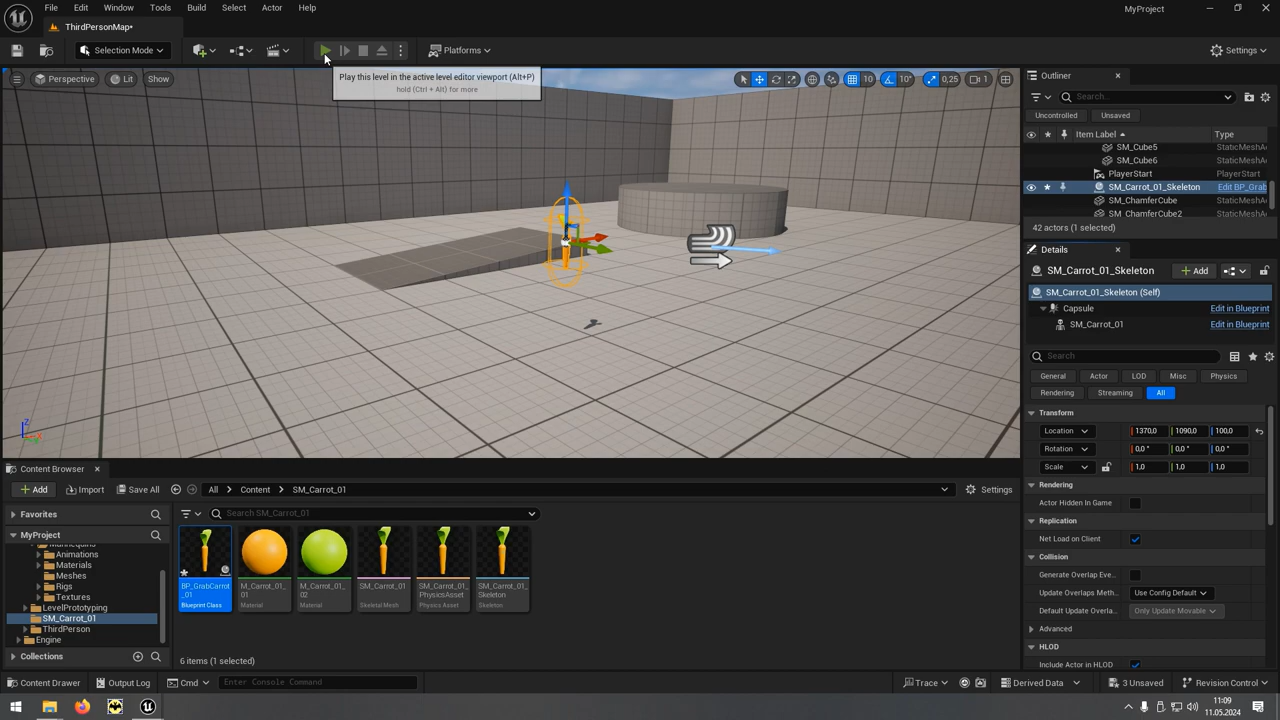 File Edit Window Tools Build Select Actor Help
MyProject
ThirdPersonMap*
Selection Mode
Platforms
Settings
Play this level in the active level editor viewport (Alt+P)
hold (Ctrl + Alt) for more
Perspective Lit Show
10 10° 0,25 1
Outliner
Search...
Uncontrolled Unsaved
Item Label Type
SM_Cube5 StaticMeshA
SM_Cube6 StaticMeshA
PlayerStart PlayerStart
SM_Carrot_01_Skeleton Edit BP_Grab
SM_ChamferCube StaticMeshA
SM_ChamferCube2 StaticMeshA
42 actors (1 selected)
Details
SM_Carrot_01_Skeleton
Add
SM_Carrot_01_Skeleton (Self)
Capsule Edit in Blueprint
SM_Carrot_01 Edit in Blueprint
Search
General Actor LOD Misc Physics
Rendering Streaming All
Transform
Location 1370,0 1090,0 100,0
Rotation 0,0 ° 0,0 ° 0,0 °
Scale 1,0 1,0 1,0
Rendering
Actor Hidden In Game
Replication
Net Load on Client
Collision
Generate Overlap Eve
Update Overlaps Meth Use Config Default
Default Update Overla Only Update Movable
Advanced
HLOD
Include Actor in HLOD
Z
X
Content Browser
Add Import Save All All Content SM_Carrot_01 Settings
Favorites
Search SM_Carrot_01
MyProject
Animations
Materials
Meshes
Rigs
Textures
LevelPrototyping
SM_Carrot_01
ThirdPerson
Engine
Collections
BP_GrabCarrot
_01
Blueprint Class
M_Carrot_01_
01
Material
M_Carrot_01_
02
Material
SM_Carrot_01
Skeletal Mesh
SM_Carrot_01_
PhysicsAsset
Physics Asset
SM_Carrot_01_
Skeleton
Skeleton
6 items (1 selected)
Content Drawer Output Log Cmd Enter Console Command Trace Derived Data 3 Unsaved Revision Control
11:09
11.05.2024